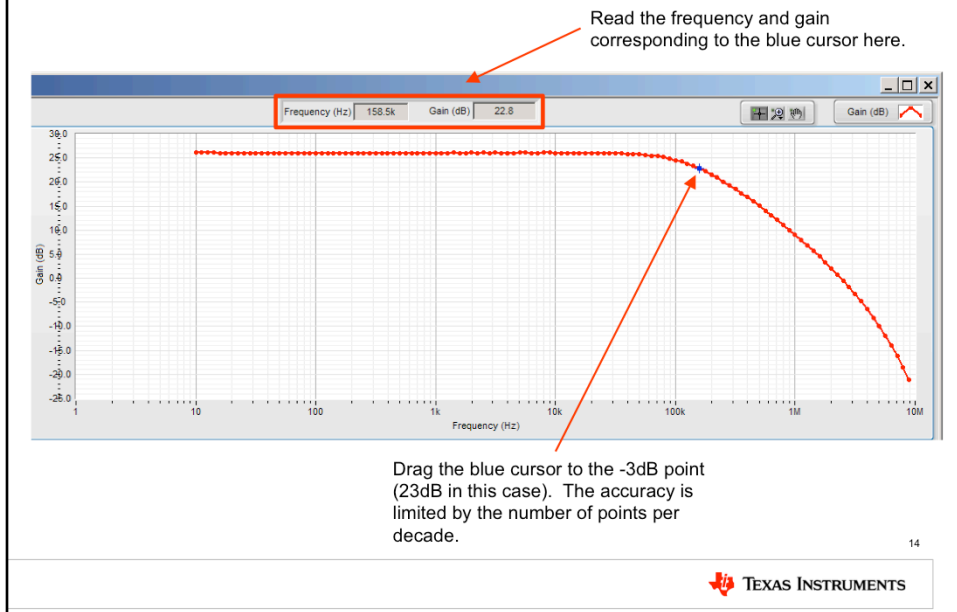 Read the frequency and gain
corresponding to the blue cursor here.
Frequency (Hz) 158.5k Gain (dB) 22.8
Gain (dB)
30.0
25.0
20.0
15.0
10.0
5.0
0.0
-5.0
-10.0
-15.0
-20.0
-25.0
Gain (dB)
1 10 100 1k 10k 100k 1M 10M
Frequency (Hz)
Drag the blue cursor to the -3dB point
(23dB in this case). The accuracy is
limited by the number of points per
decade.
14
TEXAS INSTRUMENTS